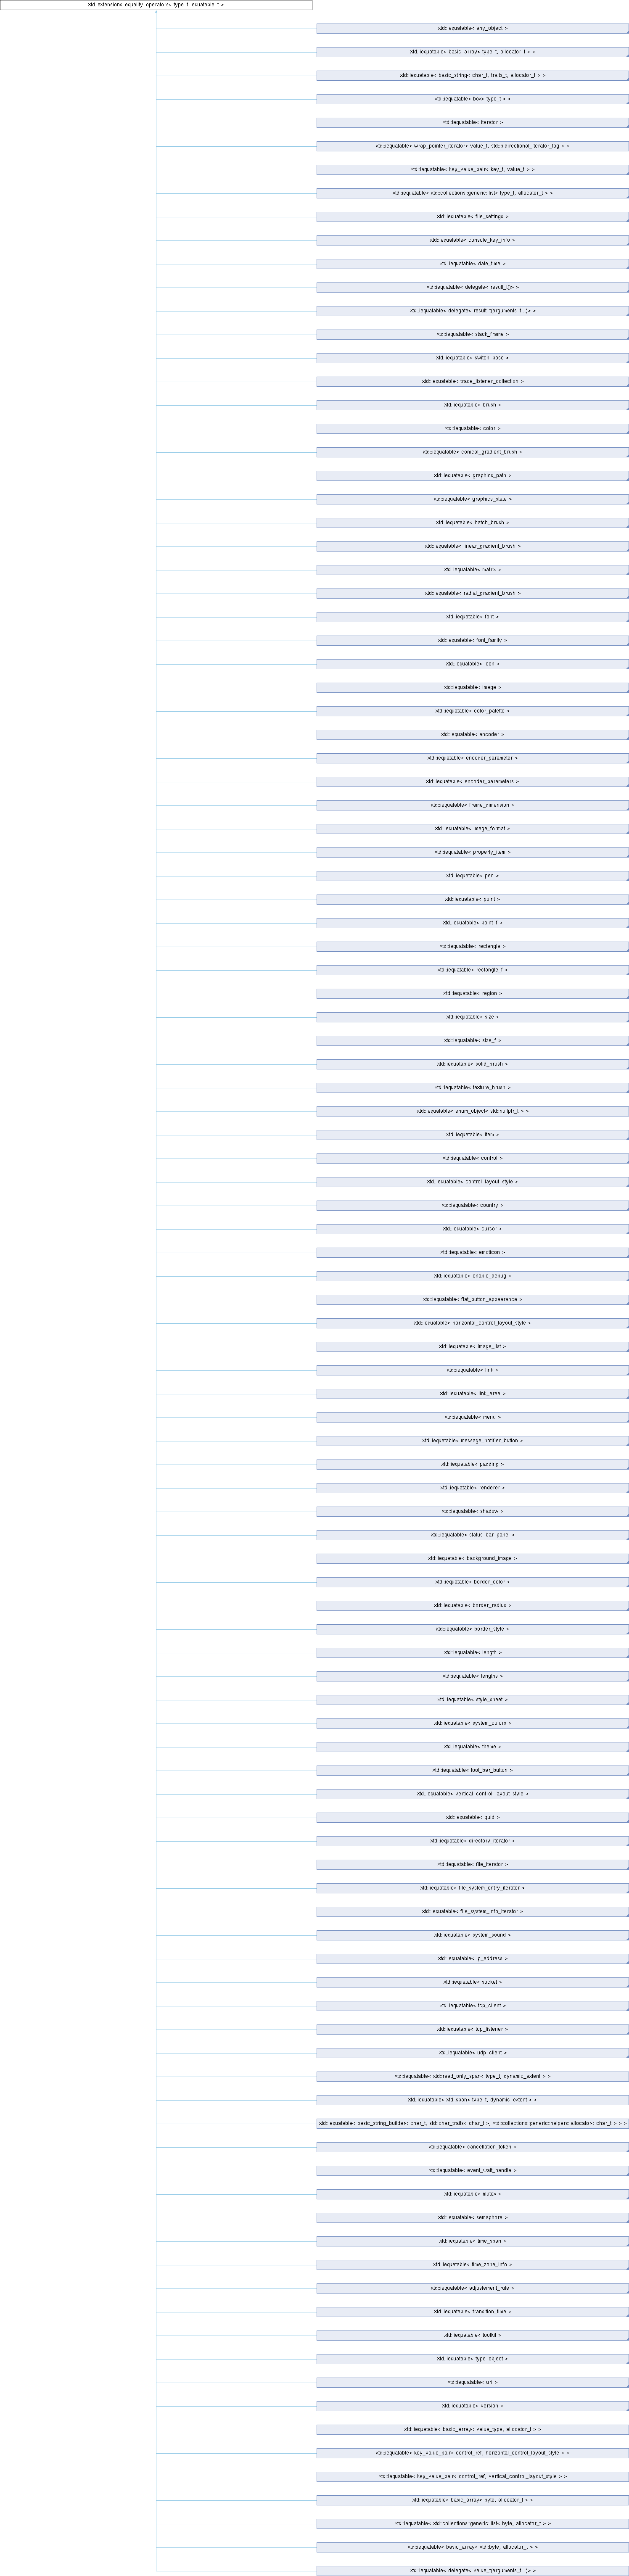 xtd::extensions::equality_operators< type_t, equatable_t >
xtd::iequatable< any_object >
xtd::iequatable< basic_array< type_t, allocator_t > >
xtd::iequatable< basic_string< char_t, traits_t, allocator_t > >
xtd::iequatable< box< type_t > >
xtd::iequatable< iterator >
xtd::iequatable< wrap_pointer_iterator< value_t, std::bidirectional_iterator_tag > >
xtd::iequatable< key_value_pair< key_t, value_t > >
xtd::iequatable< xtd::collections::generic::list< type_t, allocator_t > >
xtd::iequatable< file_settings >
xtd::iequatable< console_key_info >
xtd::iequatable< date_time >
xtd::iequatable< delegate< result_t()> >
xtd::iequatable< delegate< result_t(arguments_t...)> >
xtd::iequatable< stack_frame >
xtd::iequatable< switch_base >
xtd::iequatable< trace_listener_collection >
xtd::iequatable< brush >
xtd::iequatable< color >
xtd::iequatable< conical_gradient_brush >
xtd::iequatable< graphics_path >
xtd::iequatable< graphics_state >
xtd::iequatable< hatch_brush >
xtd::iequatable< linear_gradient_brush >
xtd::iequatable< matrix >
xtd::iequatable< radial_gradient_brush >
xtd::iequatable< font >
xtd::iequatable< font_family >
xtd::iequatable< icon >
xtd::iequatable< image >
xtd::iequatable< color_palette >
xtd::iequatable< encoder >
xtd::iequatable< encoder_parameter >
xtd::iequatable< encoder_parameters >
xtd::iequatable< frame_dimension >
xtd::iequatable< image_format >
xtd::iequatable< property_item >
xtd::iequatable< pen >
xtd::iequatable< point >
xtd::iequatable< point_f >
xtd::iequatable< rectangle >
xtd::iequatable< rectangle_f >
xtd::iequatable< region >
xtd::iequatable< size >
xtd::iequatable< size_f >
xtd::iequatable< solid_brush >
xtd::iequatable< texture_brush >
xtd::iequatable< enum_object< std::nullptr_t > >
xtd::iequatable< item >
xtd::iequatable< control >
xtd::iequatable< control_layout_style >
xtd::iequatable< country >
xtd::iequatable< cursor >
xtd::iequatable< emoticon >
xtd::iequatable< enable_debug >
xtd::iequatable< flat_button_appearance >
xtd::iequatable< horizontal_control_layout_style >
xtd::iequatable< image_list >
xtd::iequatable< link >
xtd::iequatable< link_area >
xtd::iequatable< menu >
xtd::iequatable< message_notifier_button >
xtd::iequatable< padding >
xtd::iequatable< renderer >
xtd::iequatable< shadow >
xtd::iequatable< status_bar_panel >
xtd::iequatable< background_image >
xtd::iequatable< border_color >
xtd::iequatable< border_radius >
xtd::iequatable< border_style >
xtd::iequatable< length >
xtd::iequatable< lengths >
xtd::iequatable< style_sheet >
xtd::iequatable< system_colors >
xtd::iequatable< theme >
xtd::iequatable< tool_bar_button >
xtd::iequatable< vertical_control_layout_style >
xtd::iequatable< guid >
xtd::iequatable< directory_iterator >
xtd::iequatable< file_iterator >
xtd::iequatable< file_system_entry_iterator >
xtd::iequatable< file_system_info_iterator >
xtd::iequatable< system_sound >
xtd::iequatable< ip_address >
xtd::iequatable< socket >
xtd::iequatable< tcp_client >
xtd::iequatable< tcp_listener >
xtd::iequatable< udp_client >
xtd::iequatable< xtd::read_only_span< type_t, dynamic_extent > >
xtd::iequatable< xtd::span< type_t, dynamic_extent > >
xtd::iequatable< basic_string_builder< char_t, std::char_traits< char_t >, xtd::collections::generic::helpers::allocator< char_t > > >
xtd::iequatable< cancellation_token >
xtd::iequatable< event_wait_handle >
xtd::iequatable< mutex >
xtd::iequatable< semaphore >
xtd::iequatable< time_span >
xtd::iequatable< time_zone_info >
xtd::iequatable< adjustement_rule >
xtd::iequatable< transition_time >
xtd::iequatable< toolkit >
xtd::iequatable< type_object >
xtd::iequatable< uri >
xtd::iequatable< version >
xtd::iequatable< basic_array< value_type, allocator_t > >
xtd::iequatable< key_value_pair< control_ref, horizontal_control_layout_style > >
xtd::iequatable< key_value_pair< control_ref, vertical_control_layout_style > >
xtd::iequatable< basic_array< byte, allocator_t > >
xtd::iequatable< xtd::collections::generic::list< byte, allocator_t > >
xtd::iequatable< basic_array< xtd::byte, allocator_t > >
xtd::iequatable< delegate< value_t(arguments_t...)> >